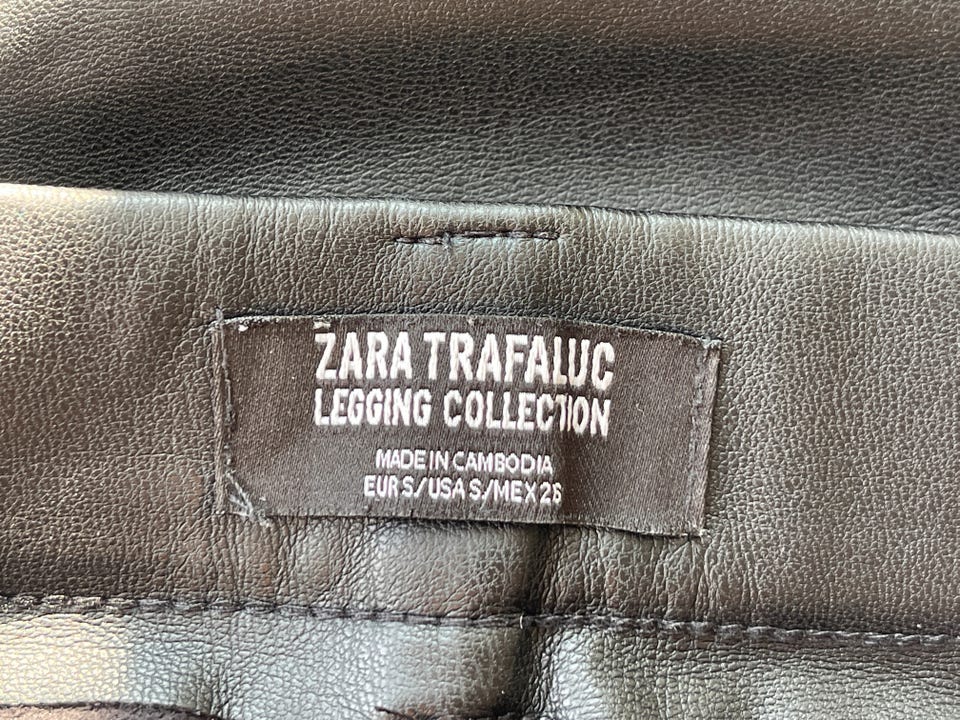 ZARA TRAFALUC
LEGGING COLLECTION
MADE IN CAMBODIA
EUR S/USA S/MEX 26